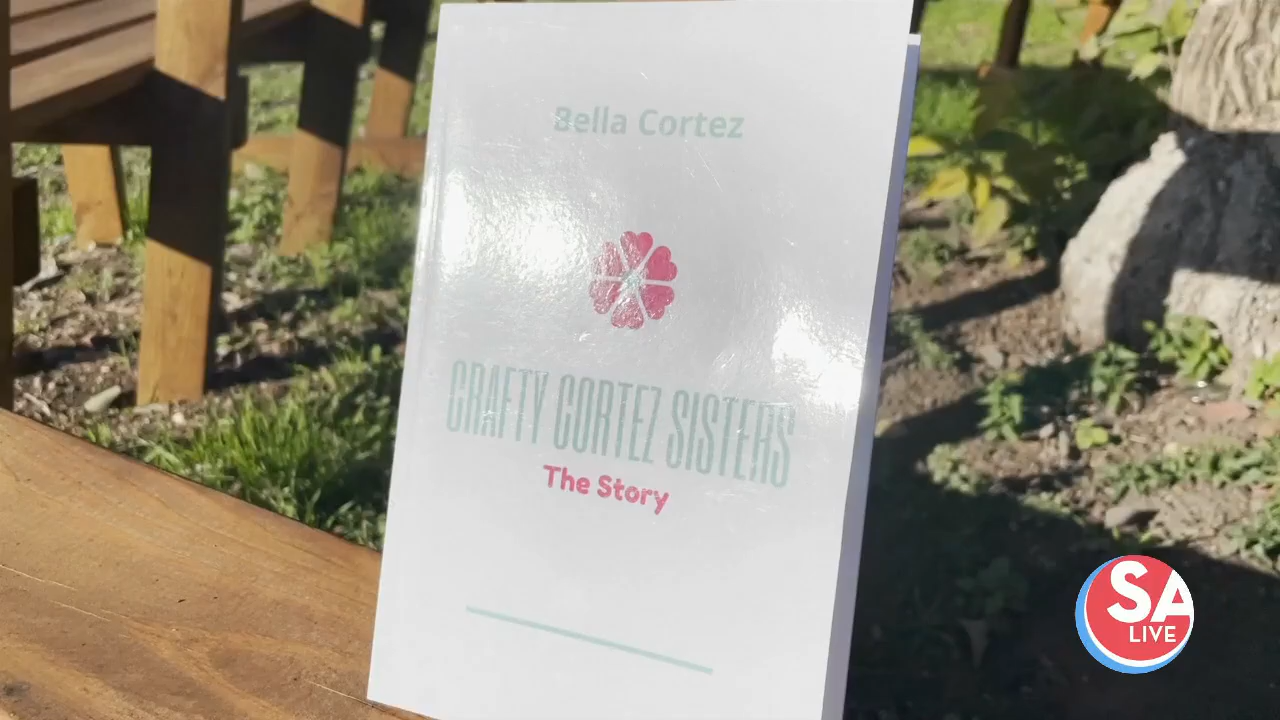 Bella Cortez
CRAFTY CORTEZ SISTERS
The Story
SA
LIVE